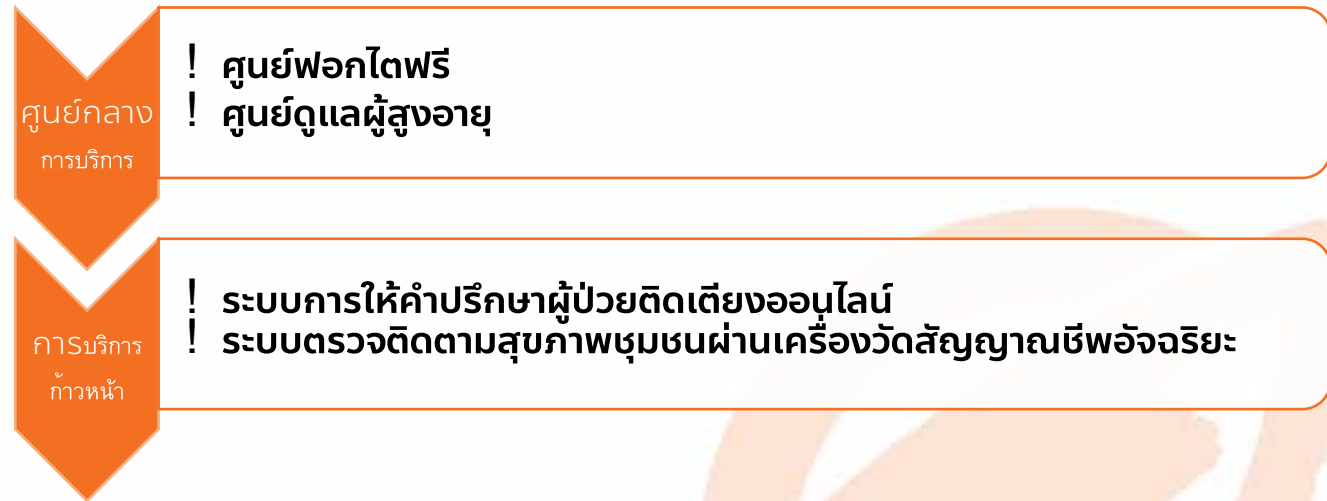 ศูนย์กลาง
การบริการ
! ศูนย์ฟอกไตฟรี
! ศูนย์ดูแลผู้สูงอายุ
การบริการ
ก้าวหน้า
! ระบบการให้คำปรึกษาผู้ป่วยติดเตียงออนไลน์
! ระบบตรวจติดตามสุขภาพชุมชนผ่านเครื่องวัดสัญญาณชีพอัจฉริยะ